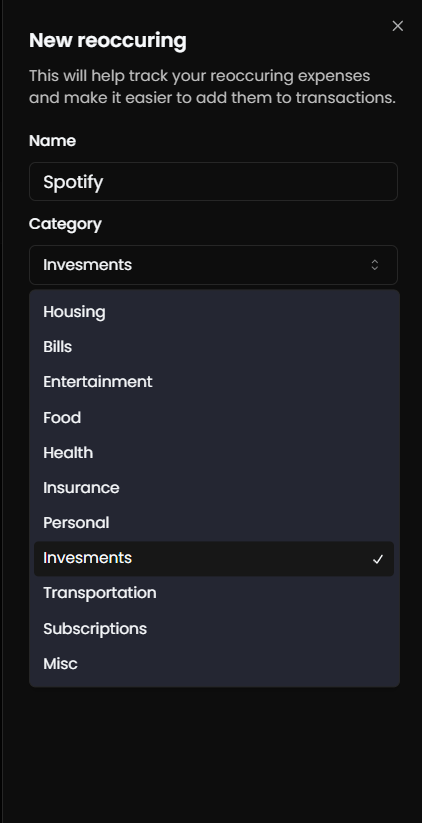 New reoccuring
This will help track your reoccuring expenses
and make it easier to add them to transactions.
Name
Spotify
Category
Invesments
Housing
Bills
Entertainment
Food
Health
Insurance
Personal
Invesments
Transportation
Subscriptions
Misc